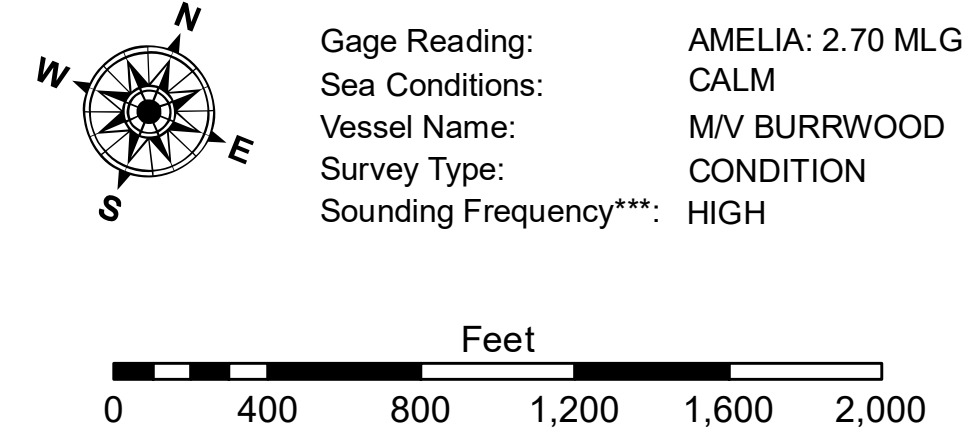 N
W
E
S
Gage Reading: AMELIA: 2.70 MLG
Sea Conditions: CALM
Vessel Name: M/V BURRWOOD
Survey Type: CONDITION
Sounding Frequency***: HIGH
Feet
0 400 800 1,200 1,600 2,000